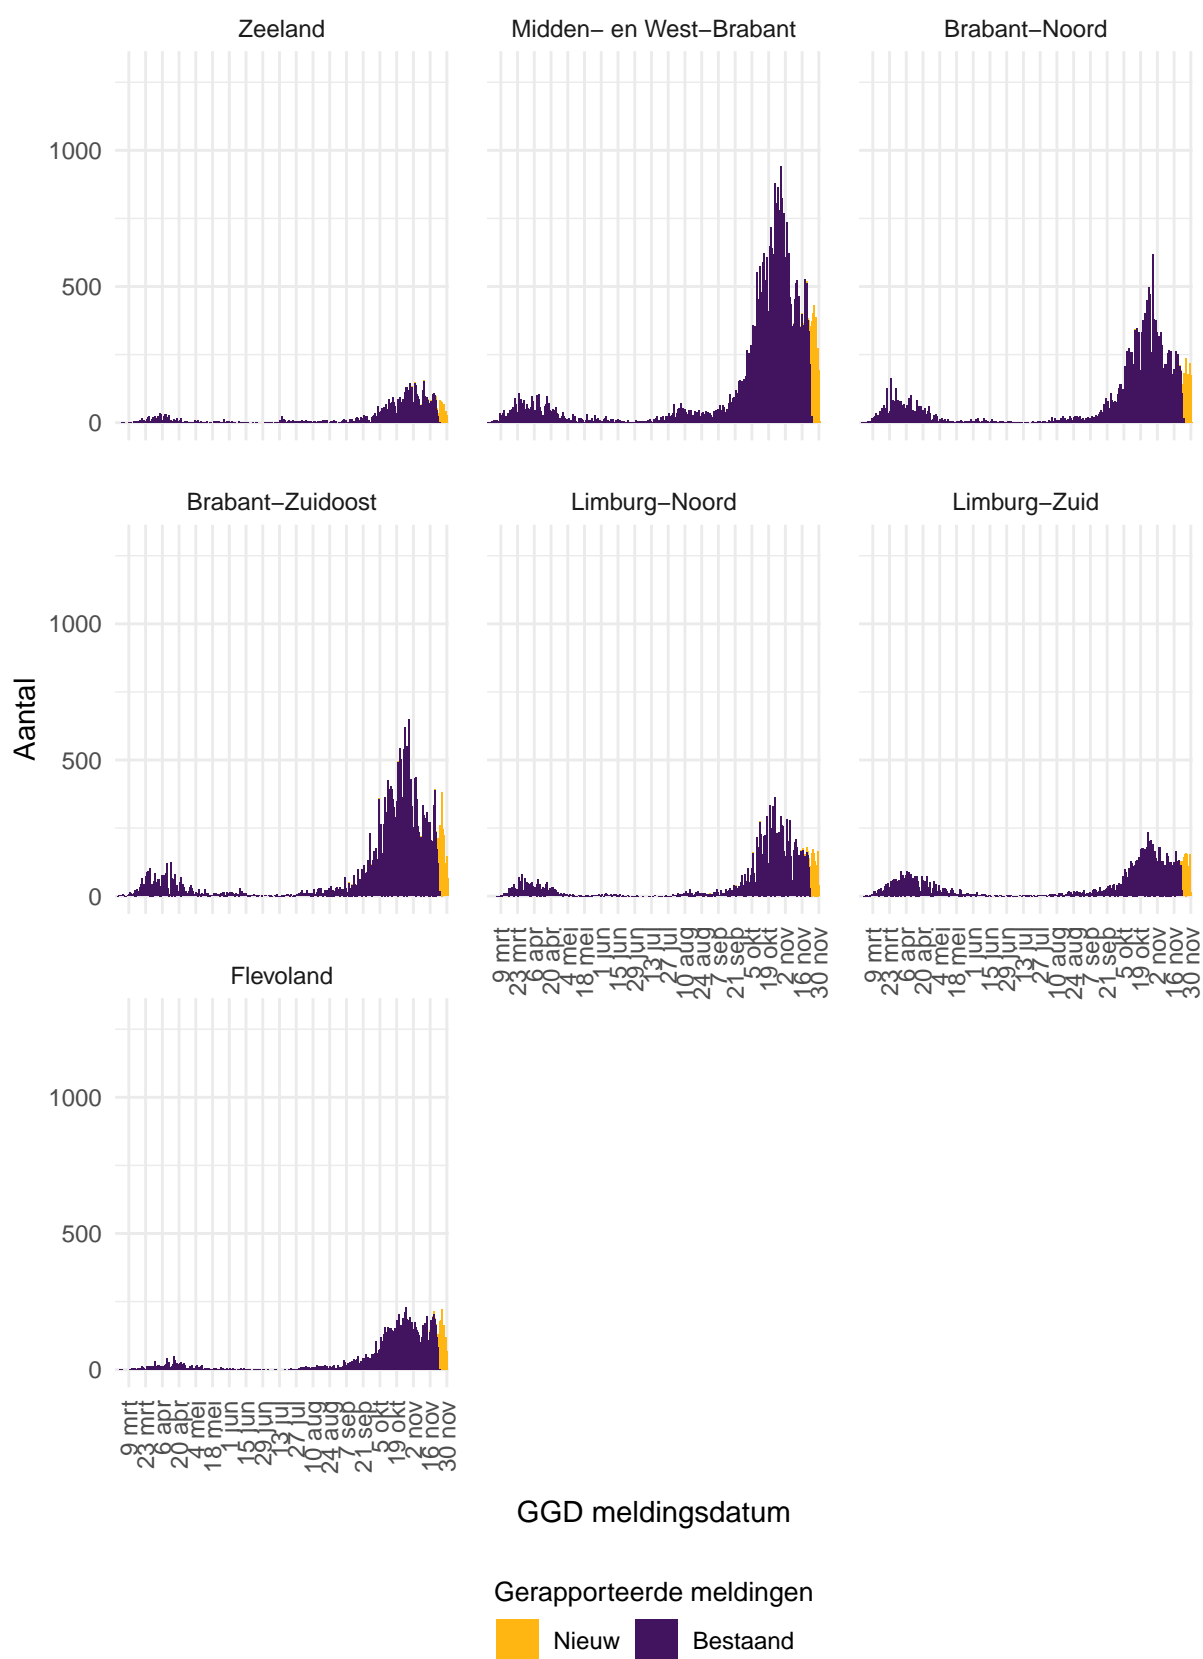 Zeeland
Midden− en West−Brabant
Brabant−Noord
1000
500
0
Brabant−Zuidoost
Limburg−Noord
Limburg−Zuid
1000
500
0
Aantal
9 mrt
23 mrt
6 apr
20 apr
4 mei
18 mei
1 jun
15 jun
29 jun
13 jul
27 jul
10 aug
24 aug
7 sep
21 sep
5 okt
19 okt
2 nov
16 nov
30 nov
9 mrt
23 mrt
6 apr
20 apr
4 mei
18 mei
1 jun
15 jun
29 jun
13 jul
27 jul
10 aug
24 aug
7 sep
21 sep
5 okt
19 okt
2 nov
16 nov
30 nov
Flevoland
1000
500
0
9 mrt
23 mrt
6 apr
20 apr
4 mei
18 mei
1 jun
15 jun
29 jun
13 jul
27 jul
10 aug
24 aug
7 sep
21 sep
5 okt
19 okt
2 nov
16 nov
30 nov
GGD meldingsdatum
Gerapporteerde meldingen
Nieuw
Bestaand